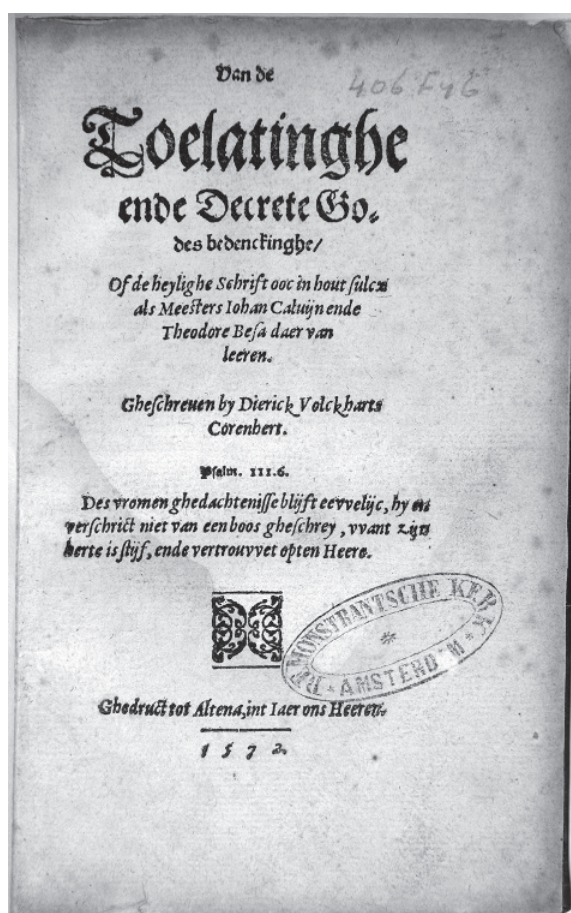 Van de
406 F 46
Toelatinghe
ende Decrete Go-
des bedenckinghe/
Of de heylighe Schrift ooc in hout sulcx
als Meesters Iohan Caluijn ende
Theodore Besa daer van
leeren.
Gheschreuen by Dierick Volckharts
Corenhert.
Psalm. 111.6.
Des vromen ghedachtenisse blijft eevvelijc, hy en
verschrict niet van een boos gheschrey, vvant zijn
herte is stijf, ende vertrouvvet opten Heere.
REMONSTRANTSCHE KERK
* AMSTERDAM *
Ghedruct tot Altena, int Iaer ons Heeren.
1572.